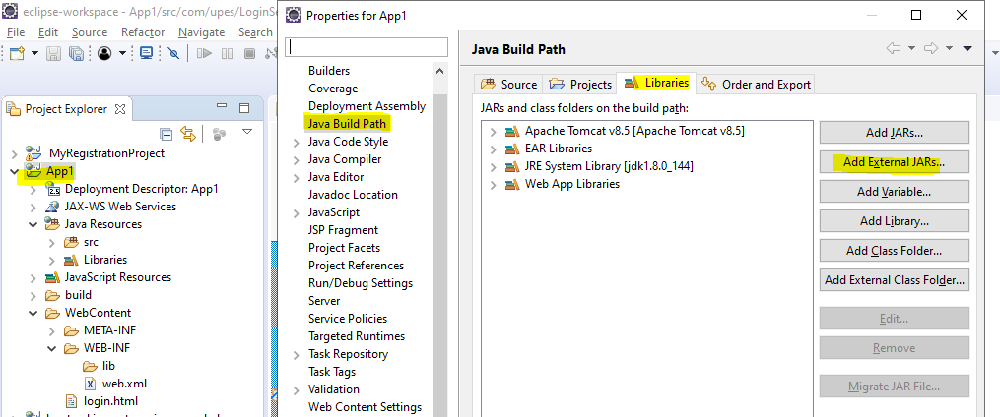 eclipse-workspace - App1/src/com/upes/LoginSe
File Edit Source Refactor Navigate Search
Project Explorer
MyRegistrationProject
App1
Deployment Descriptor: App1
JAX-WS Web Services
Java Resources
src
Libraries
JavaScript Resources
build
WebContent
META-INF
WEB-INF
lib
web.xml
login.html
Properties for App1
Builders
Coverage
Deployment Assembly
Java Build Path
Java Code Style
Java Compiler
Java Editor
Javadoc Location
JavaScript
JSP Fragment
Project Facets
Project References
Run/Debug Settings
Server
Service Policies
Targeted Runtimes
Task Repository
Task Tags
Validation
Web Content Settings
Java Build Path
Source Projects Libraries Order and Export
JARs and class folders on the build path:
Apache Tomcat v8.5 [Apache Tomcat v8.5]
EAR Libraries
JRE System Library [jdk1.8.0_144]
Web App Libraries
Add JARs...
Add External JARs...
Add Variable...
Add Library...
Add Class Folder...
Add External Class Folder...
Edit...
Remove
Migrate JAR File...